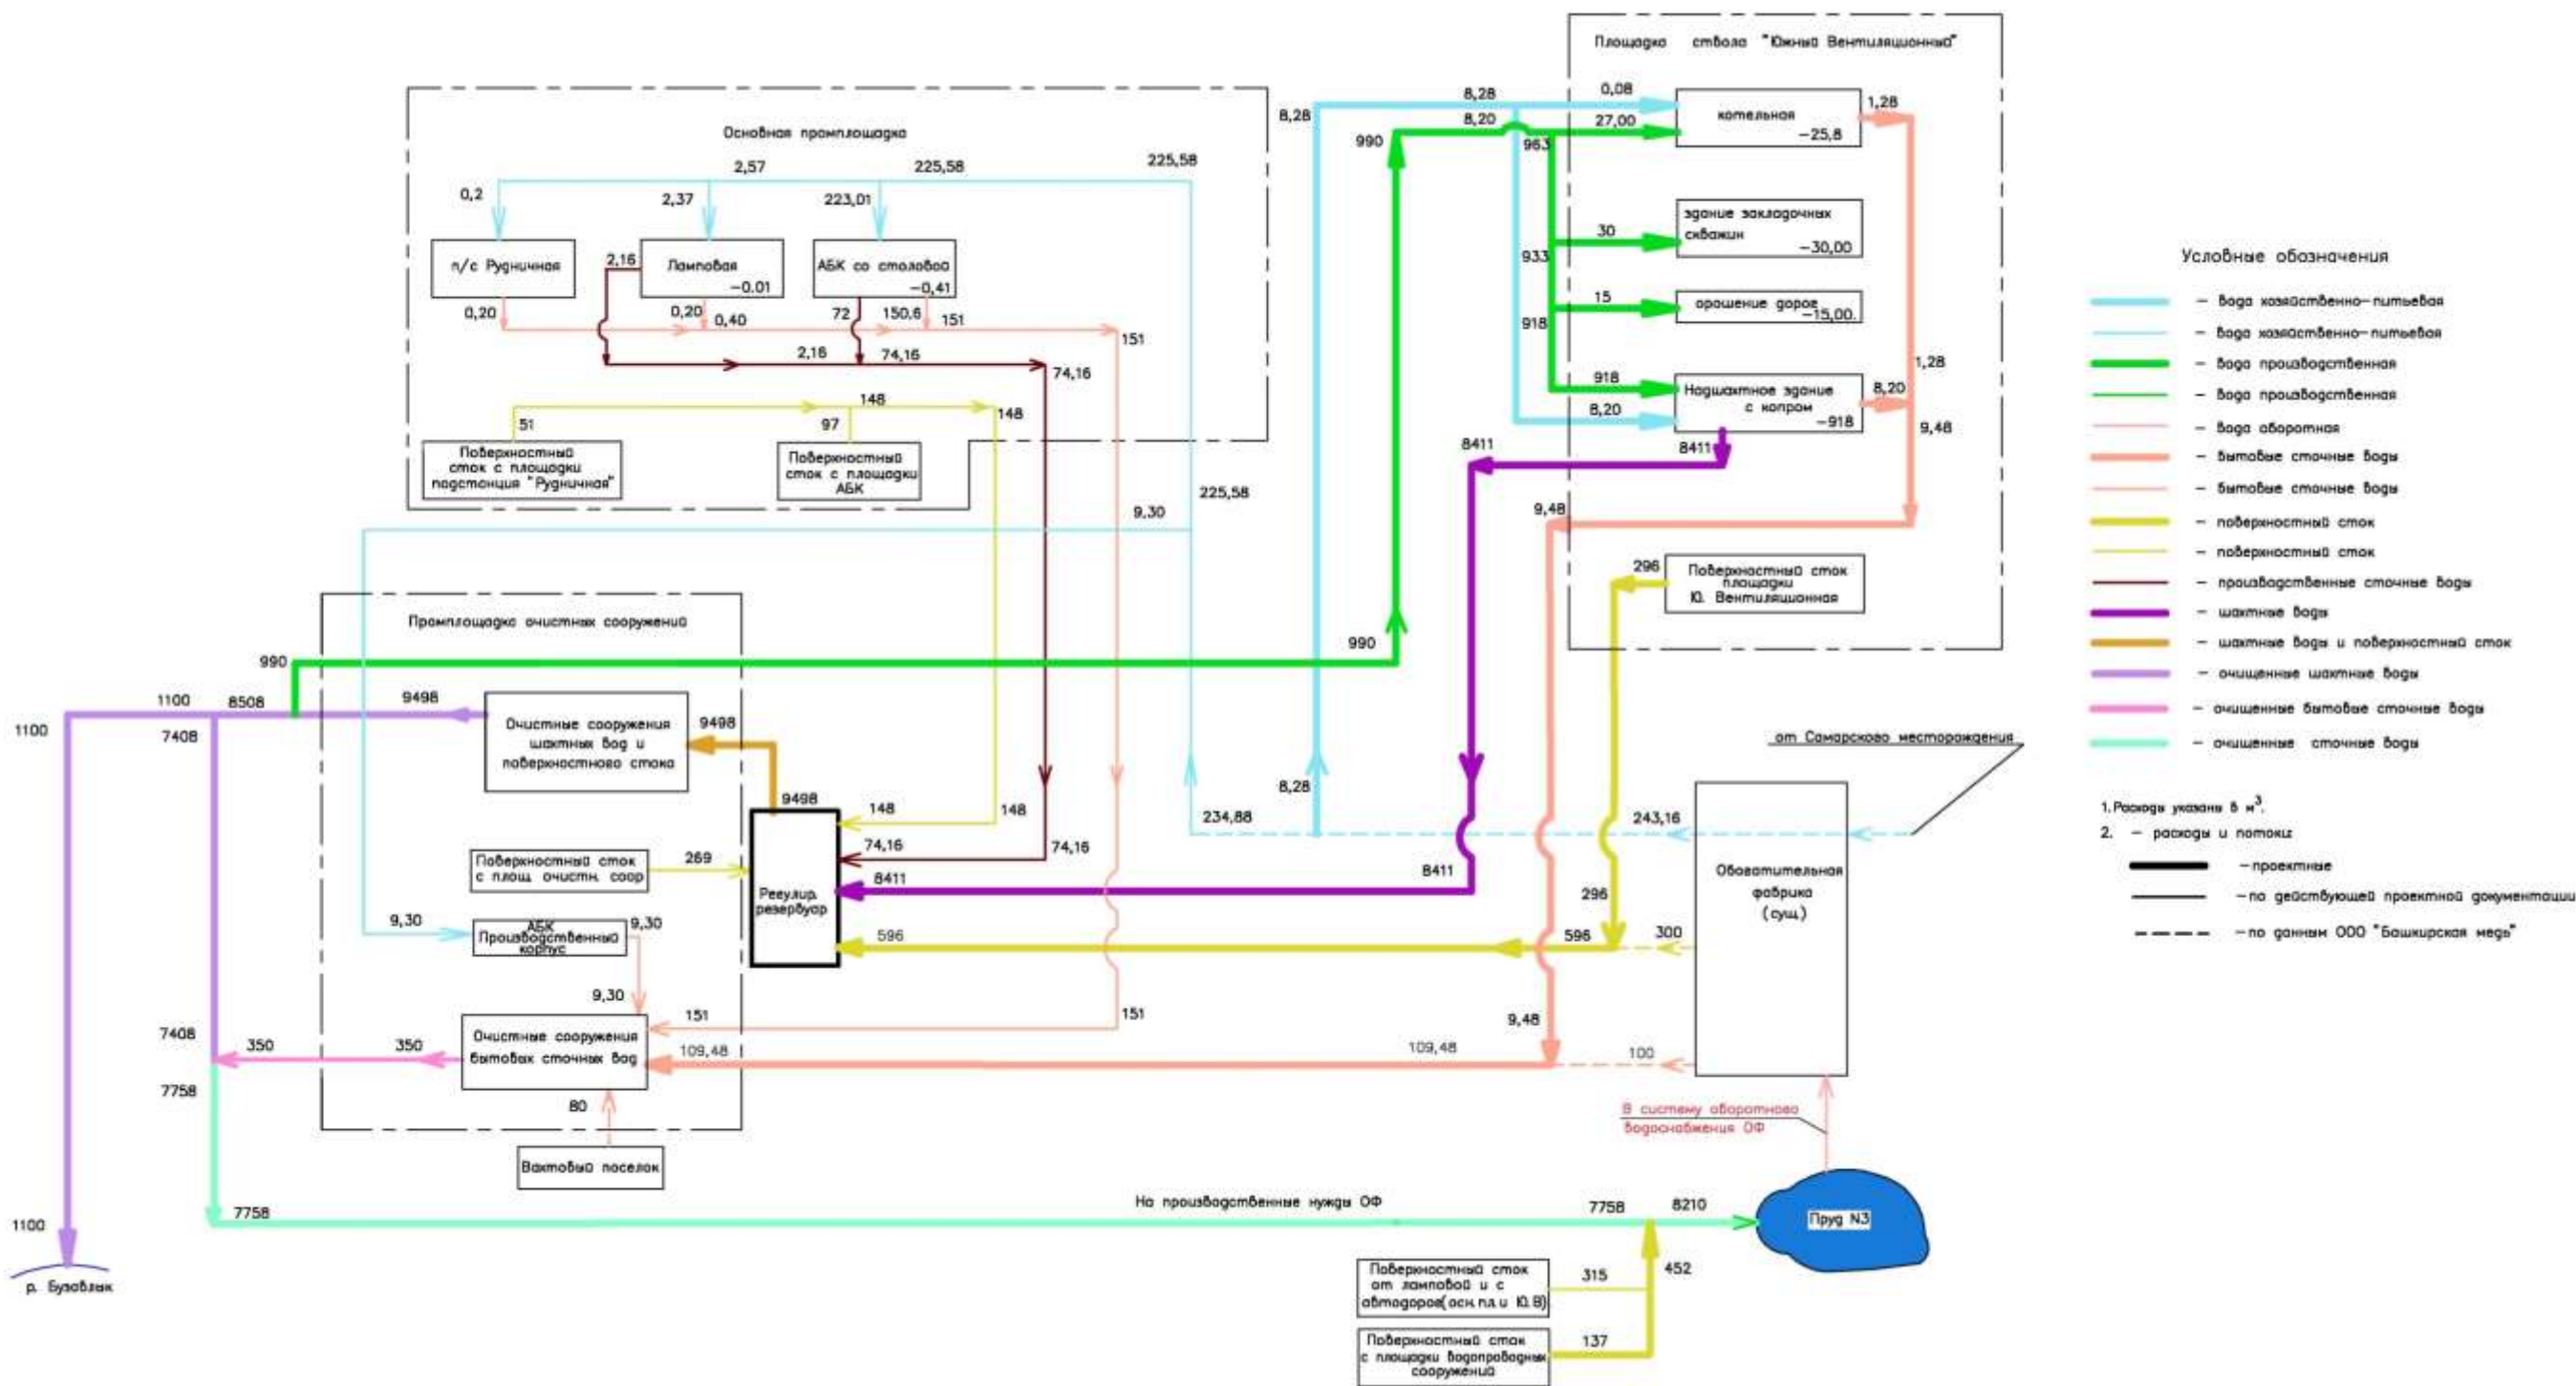 Площадка ствола "Южный Вентиляционный"
8,28
8,28
0,08
котельная
-25,8
1,28
990
8,20
27,00
963
здание закладочных
скважин
-30,00
30
933
орошение дорог
-15,00.
15
918
1,28
Надшахтное здание
с копром
-918
918
8,20
8,20
9,48
8411
8411
9,48
296
Поверхностный сток
площадки
Ю. Вентиляционная
Основная промплощадка
2,57
225,58
225,58
0,2
2,37
223,01
п/с Рудничная
2,16
Ламповая
-0.01
АБК со столовой
-0,41
0,20
0,20
0,40
72
150,6
151
151
2,16
74,16
74,16
148
148
51
97
Поверхностный
сток с площадки
подстанция "Рудничная"
Поверхностный
сток с площадки
АБК
225,58
9,30
Промплощадка очистных сооружений
990
990
1100
1100
8508
7408
9498
Очистные сооружения
шахтных вод и
поверхностного стока
9498
9498
Поверхностный сток
с площ. очистн. соор
269
Регулир.
резервуар
148
148
74,16
74,16
8411
8411
596
596
296
300
8,28
234,88
243,16
от Самарского месторождения
Обогатительная
фабрика
(сущ.)
9,30
АБК
Производственный
корпус
9,30
9,30
Очистные сооружения
бытовых сточных вод
151
151
109,48
109,48
9,48
100
7408
350
350
7758
80
Вахтовый поселок
В систему оборотного
водоснабжения ОФ
1100
р. Бузавлык
7758
На производственные нужды ОФ
7758
8210
Пруд N3
Поверхностный сток
от ламповой и с
автодорог(осн. пл. и Ю. В)
315
452
Поверхностный сток
с площадки водопроводных
сооружений
137
Условные обозначения
- вода хозяйственно-питьевая
- вода хозяйственно-питьевая
- вода производственная
- вода производственная
- вода оборотная
- бытовые сточные воды
- бытовые сточные воды
- поверхностный сток
- поверхностный сток
- производственные сточные воды
- шахтные воды
- шахтные воды и поверхностный сток
- очищенные шахтные воды
- очищенные бытовые сточные воды
- очищенные сточные воды
1.Расходы указаны в м³.
2. - расходы и потоки:
-проектные
-по действующей проектной документации
-по данным ООО "Башкирская медь"